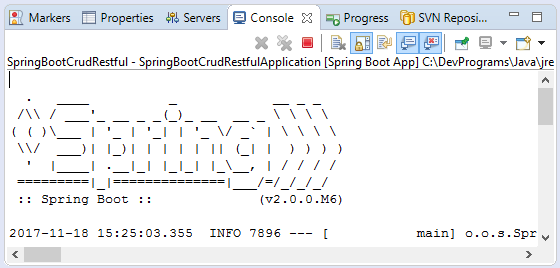 Markers Properties Servers Console Progress SVN Reposi...
SpringBootCrudRestful - SpringBootCrudRestfulApplication [Spring Boot App] C:\DevPrograms\Java\jre
  .   ____          _            __ _ _
 /\\ / ___'_ __ _ _(_)_ __  __ _ \ \ \ \
( ( )\___ | '_ | '_| | '_ \/ _` | \ \ \ \
 \\/  ___)| |_)| | | | | || (_| |  ) ) ) )
  '  |____| .__|_| |_|_| |_\__, | / / / /
 =========|_|==============|___/=/_/_/_/
 :: Spring Boot ::             (v2.0.0.M6)
2017-11-18 15:25:03.355  INFO 7896 --- [           main] o.o.s.Spr